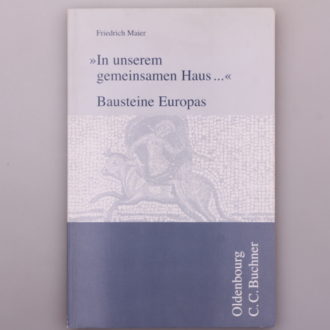 Friedrich Maier
»In unserem
gemeinsamen Haus ...«
Bausteine Europas
Oldenbourg
C. C. Buchner